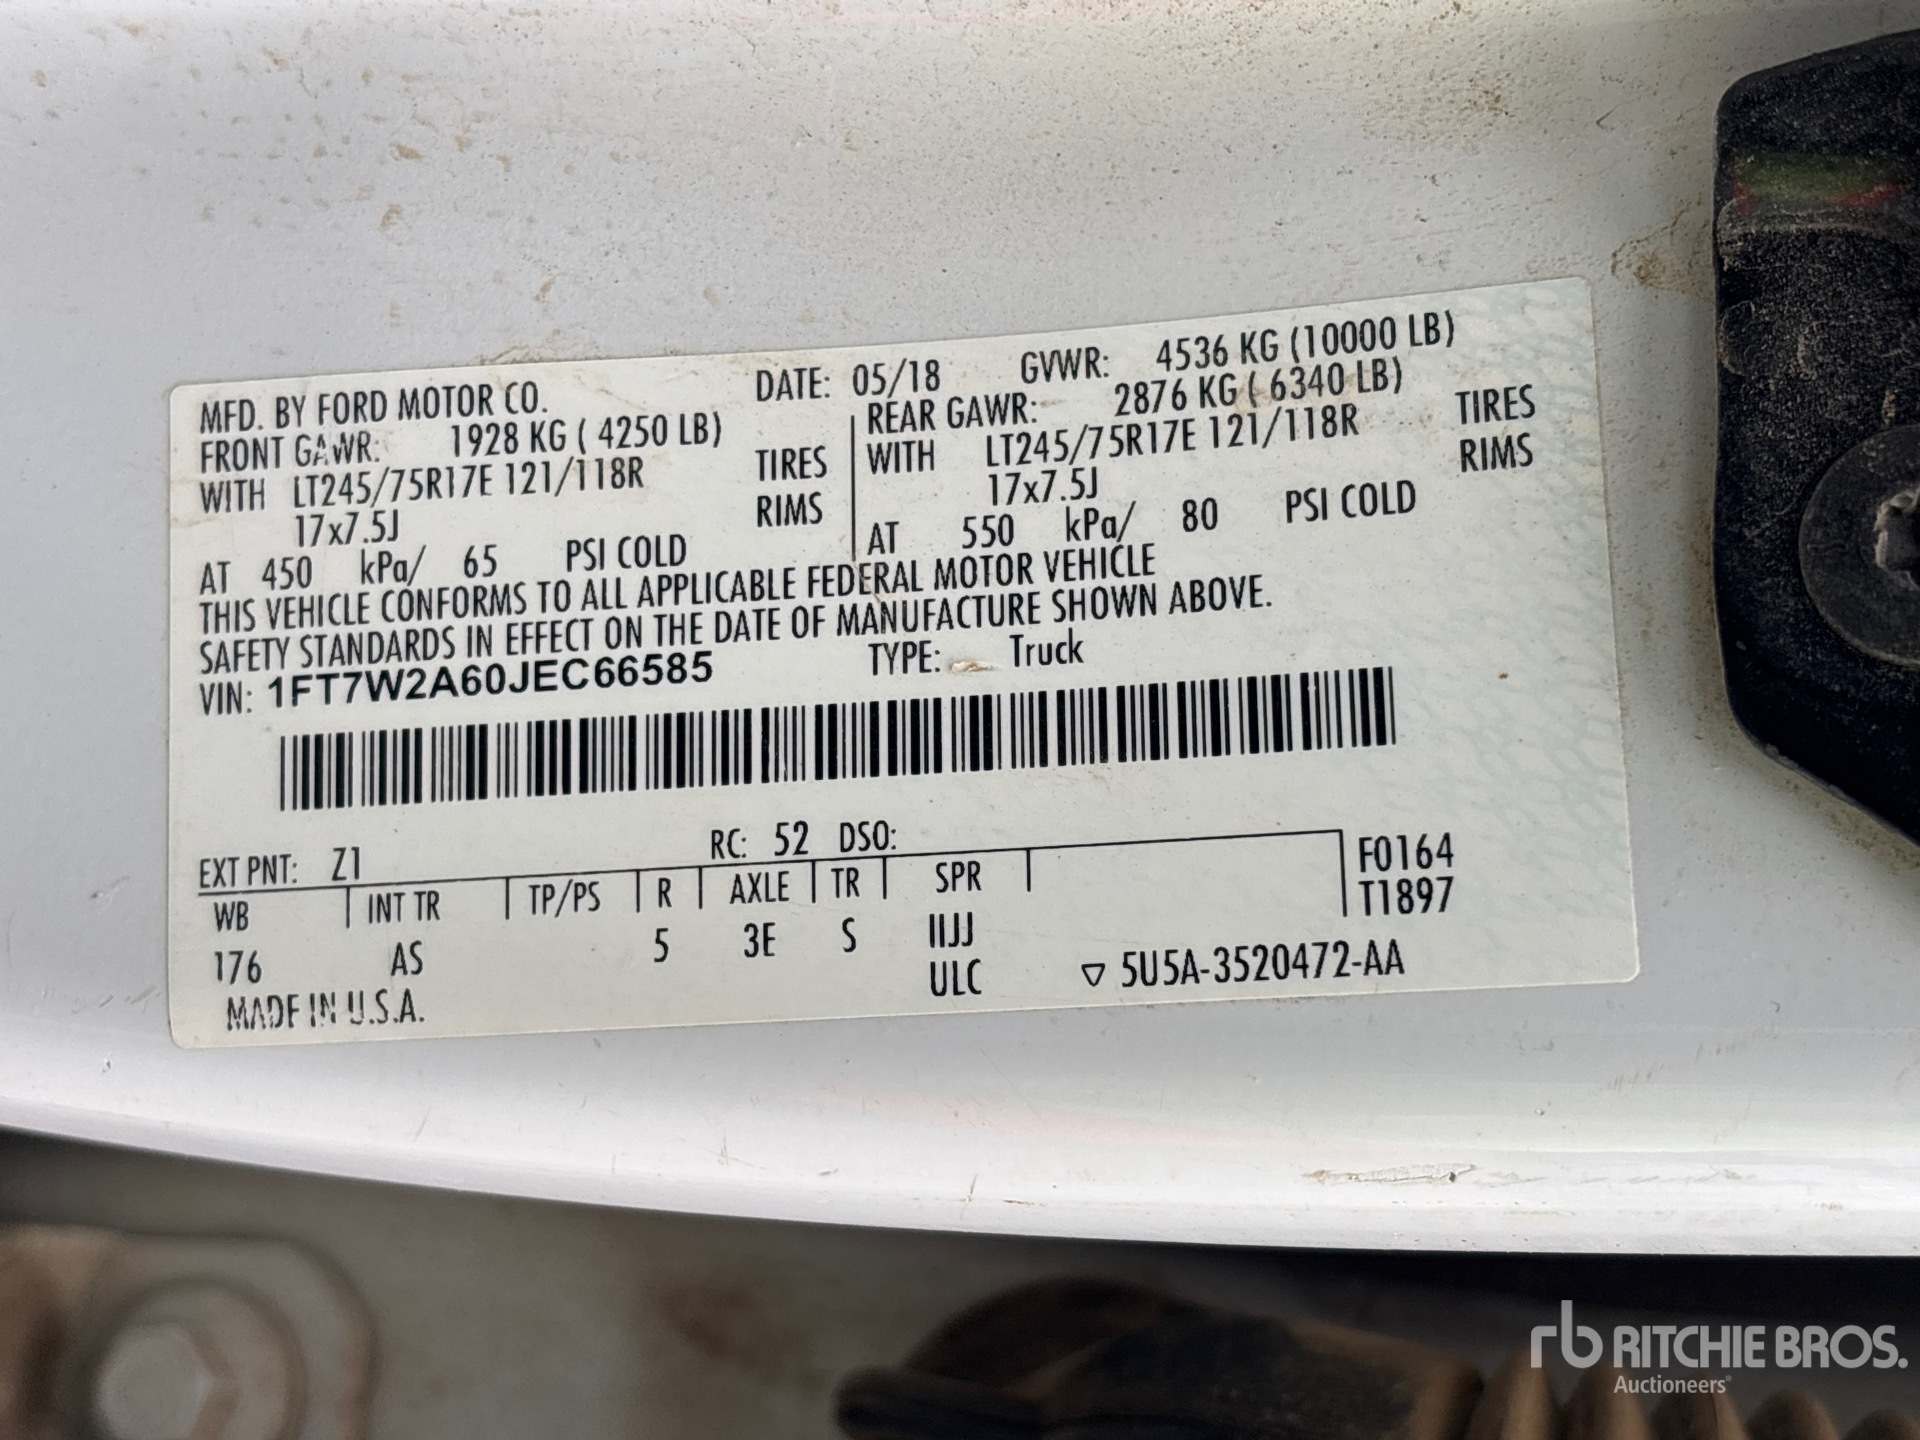 MFD. BY FORD MOTOR CO. DATE: 05/18 GVWR: 4536 KG (10000 LB)
FRONT GAWR: 1928 KG ( 4250 LB) REAR GAWR: 2876 KG ( 6340 LB)
WITH LT245/75R17E 121/118R TIRES WITH LT245/75R17E 121/118R TIRES
17x7.5J RIMS 17x7.5J RIMS
AT 450 kPa/ 65 PSI COLD AT 550 kPa/ 80 PSI COLD
THIS VEHICLE CONFORMS TO ALL APPLICABLE FEDERAL MOTOR VEHICLE
SAFETY STANDARDS IN EFFECT ON THE DATE OF MANUFACTURE SHOWN ABOVE.
VIN: 1FT7W2A60JEC66585 TYPE: Truck
EXT PNT: Z1 RC: 52 DSO:
WB INT TR TP/PS R AXLE TR SPR F0164
T1897
176 AS 5 3E S IIJJ
ULC ▽ 5U5A-3520472-AA
MADE IN U.S.A.
rb RITCHIE BROS.
Auctioneers®